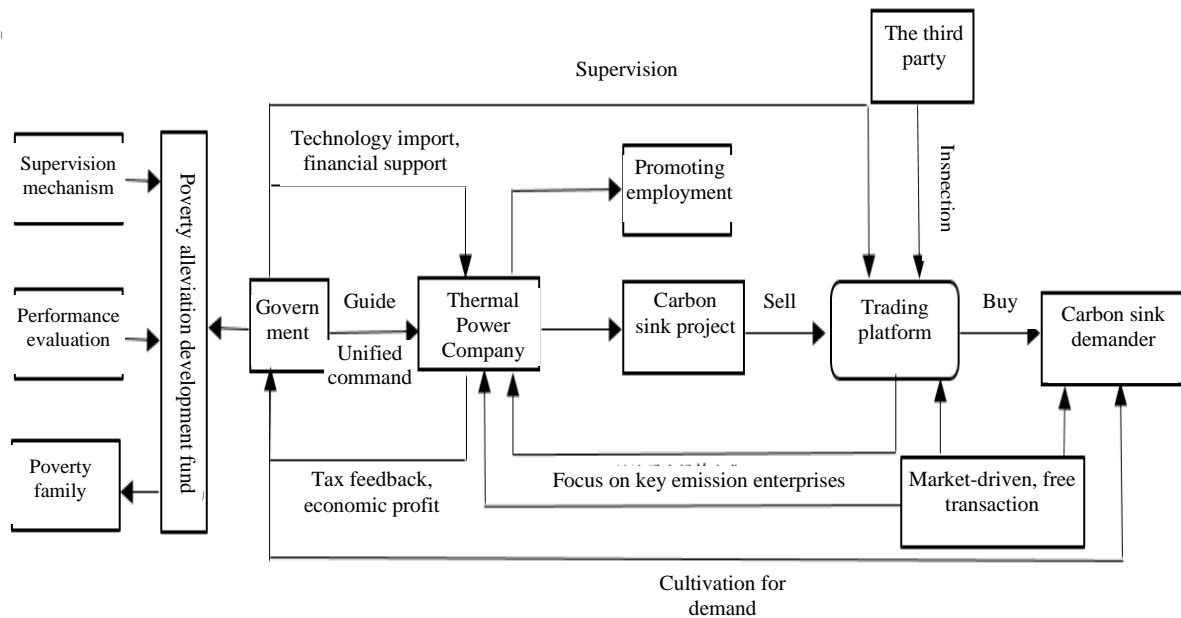 The third
party
Supervision
Technology import,
financial support
Inspection
Supervision
mechanism
Promoting
employment
Poverty alleviation development fund
Performance
evaluation
Govern
ment
Guide
Unified
command
Thermal
Power
Company
Carbon
sink project
Sell
Trading
platform
Buy
Carbon sink
demander
Poverty
family
Tax feedback,
economic profit
Focus on key emission enterprises
Market-driven, free
transaction
Cultivation for
demand